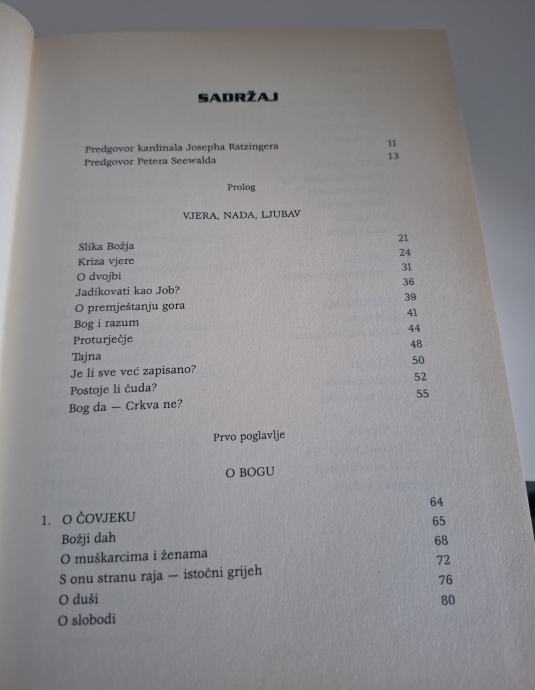 SADRŽAJ
Predgovor kardinala Josepha Ratzingera 11
Predgovor Petera Seewalda 13
Prolog
VJERA, NADA, LJUBAV
Slika Božja 21
Kriza vjere 24
O dvojbi 31
Jadikovati kao Job? 36
O premještanju gora 39
Bog i razum 41
Proturječje 44
Tajna 48
Je li sve već zapisano? 50
Postoje li čuda? 52
Bog da — Crkva ne? 55
Prvo poglavlje
O BOGU
1. O ČOVJEKU 64
Božji dah 65
O muškarcima i ženama 68
S onu stranu raja — istočni grijeh 72
O duši 76
O slobodi 80